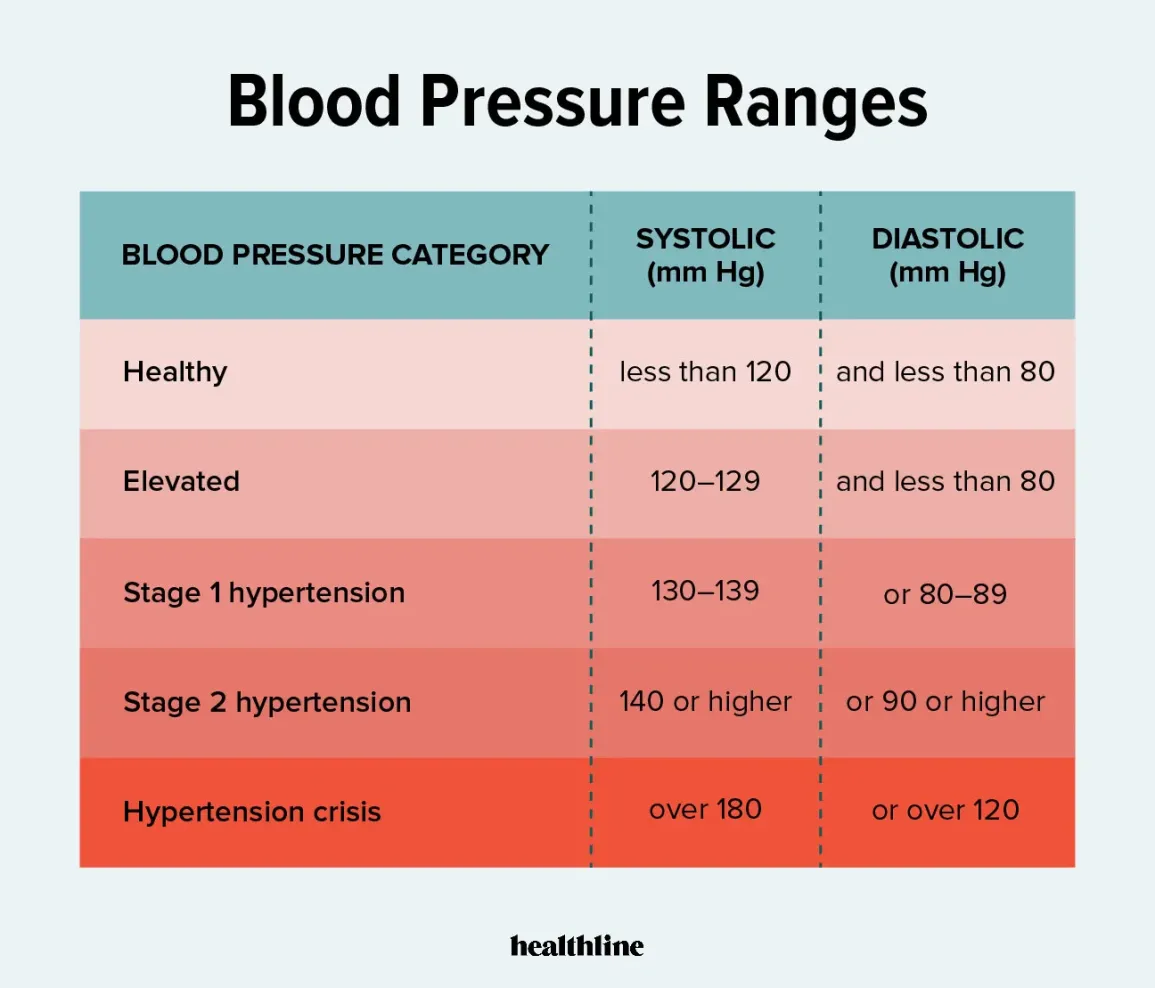 Blood Pressure Ranges
BLOOD PRESSURE CATEGORY
SYSTOLIC
(mm Hg)
DIASTOLIC
(mm Hg)
Healthy
less than 120
and less than 80
Elevated
120–129
and less than 80
Stage 1 hypertension
130–139
or 80–89
Stage 2 hypertension
140 or higher
or 90 or higher
Hypertension crisis
over 180
or over 120
healthline